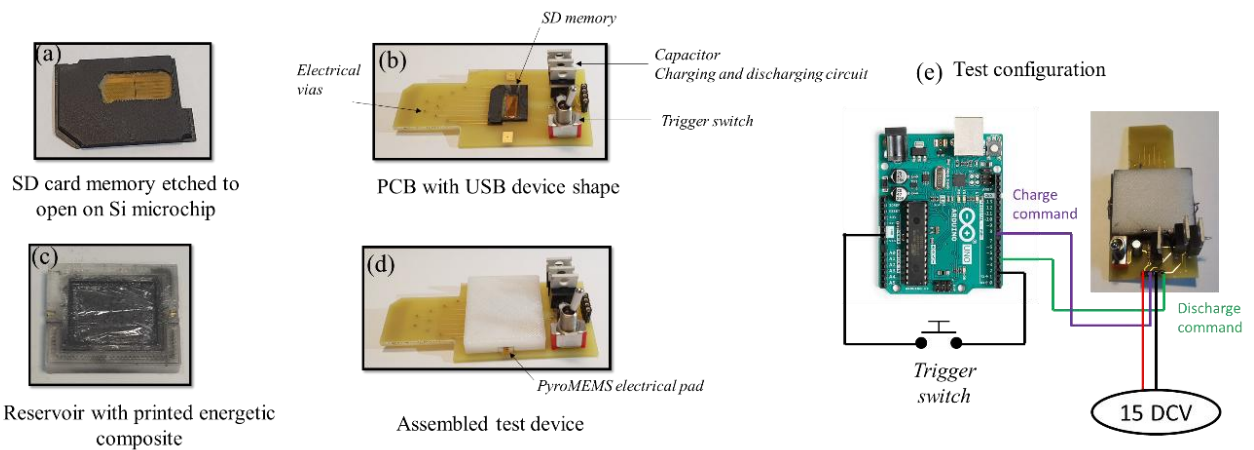 (a)
SD card memory etched to
open on Si microchip
(b)
SD memory
Electrical
vias
Capacitor
Charging and discharging circuit
Trigger switch
PCB with USB device shape
(c)
Reservoir with printed energetic
composite
(d)
PyroMEMS electrical pad
Assembled test device
(e) Test configuration
ARDUINO
UNO
Charge
command
Discharge
command
Trigger
switch
15 DCV